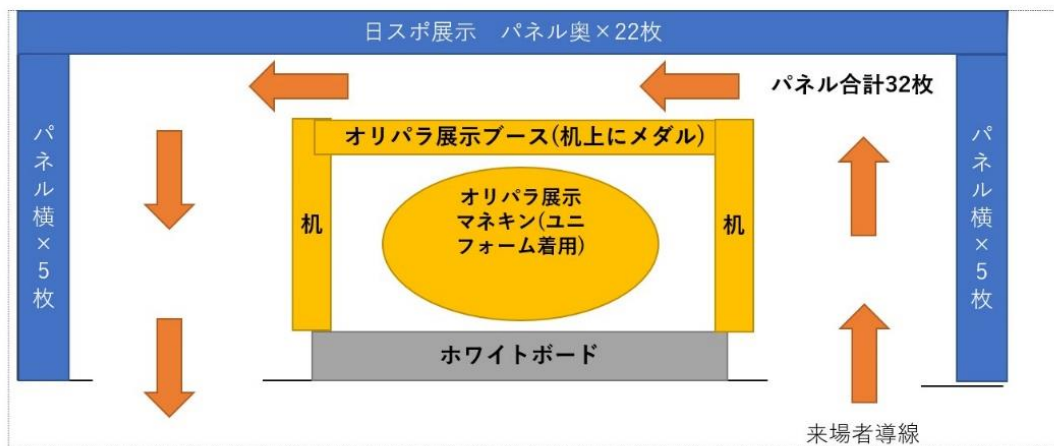 日スポ展示　パネル奥×22枚
パネル合計32枚
パネル横×5枚
オリパラ展示ブース(机上にメダル)
机
オリパラ展示
マネキン(ユニ
フォーム着用)
机
パネル横×5枚
ホワイトボード
来場者導線